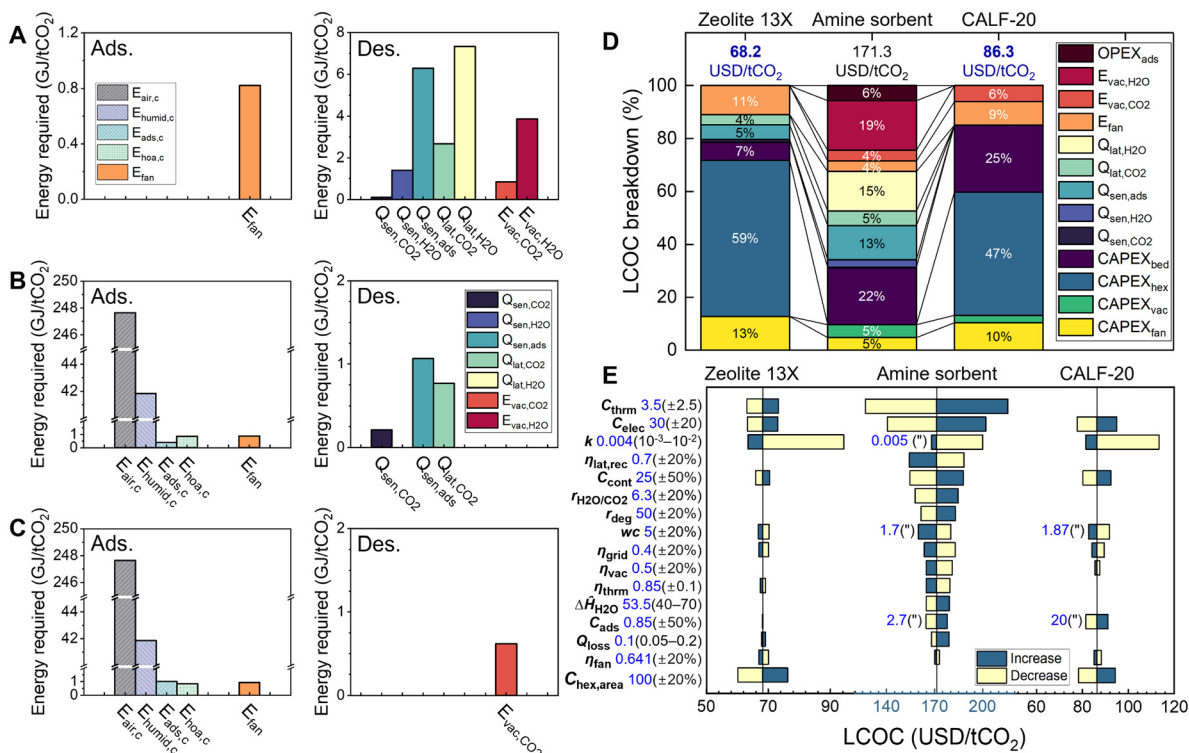 A
Energy required (GJ/tCO2)
1.2
0.8
0.4
0.0
Ads.
Eair,c
Ehumid,c
Eads,c
Ehoa,c
Efan
Efan
Energy required (GJ/tCO2)
8
6
4
2
0
Des.
Qsen,CO2
Qsen,H2O
Qsen,ads
Qlat,CO2
Qlat,H2O
Evac,CO2
Evac,H2O
B
Energy required (GJ/tCO2)
250
248
246
42
1
0
Ads.
Eair,c
Ehumid,c
Eads,c
Ehoa,c
Efan
Energy required (GJ/tCO2)
2
1
0
Des.
Qsen,CO2
Qsen,H2O
Qsen,ads
Qlat,CO2
Qlat,H2O
Evac,CO2
Evac,H2O
Qsen,CO2
Qsen,ads
Qlat,CO2
C
Energy required (GJ/tCO2)
250
248
246
42
1
0
Ads.
Eair,c
Ehumid,c
Eads,c
Ehoa,c
Efan
Energy required (GJ/tCO2)
2
1
0
Des.
Evac,CO2
D
Zeolite 13X Amine sorbent CALF-20
68.2 171.3 86.3
USD/tCO2 USD/tCO2 USD/tCO2
LCOC breakdown (%)
100
80
60
40
20
0
11%
4%
5%
7%
59%
13%
6%
19%
4%
4%
15%
5%
13%
22%
5%
5%
6%
9%
25%
47%
10%
OPEXads
Evac,H2O
Evac,CO2
Efan
Qlat,H2O
Qlat,CO2
Qsen,ads
Qsen,H2O
Qsen,CO2
CAPEXbed
CAPEXhex
CAPEXvac
CAPEXfan
E
Zeolite 13X Amine sorbent CALF-20
Cthrm 3.5(±2.5)
Celec 30(±20)
k 0.004(10⁻³–10⁻²) 0.005 (")
ηlat,rec 0.7(±20%)
Ccont 25(±50%)
rH2O/CO2 6.3(±20%)
rdeg 50(±20%)
wc 5(±20%) 1.7(") 1.87(")
ηgrid 0.4(±20%)
ηvac 0.5(±20%)
ηthrm 0.85(±0.1)
ΔĤH2O 53.5(40–70)
Cads 0.85(±50%) 2.7(") 20(")
Qloss 0.1(0.05–0.2)
ηfan 0.641(±20%)
Chex,area 100(±20%)
Increase
Decrease
50 70 140 170 200 80 100 120
LCOC (USD/tCO2)